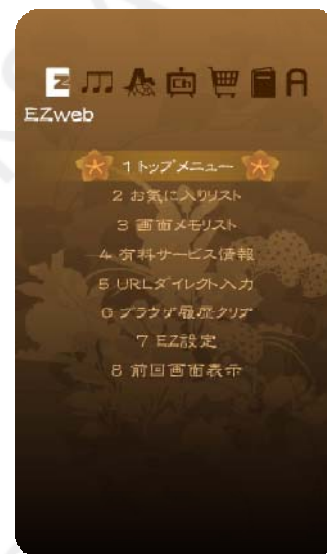 EZweb
1 トップメニュー
2 お気に入りリスト
3 画面メモリスト
4 有料サービス情報
5 URLダイレクト入力
6 ブラウザ履歴クリア
7 EZ設定
8 前回画面表示